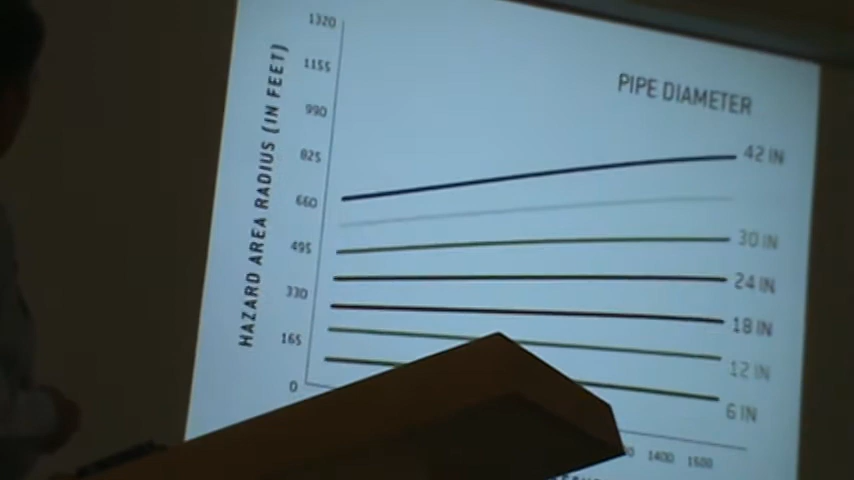 1320
1155
990
825
660
495
330
165
0
HAZARD AREA RADIUS (IN FEET)
PIPE DIAMETER
42 IN
30 IN
24 IN
18 IN
12 IN
6 IN
1400 1500